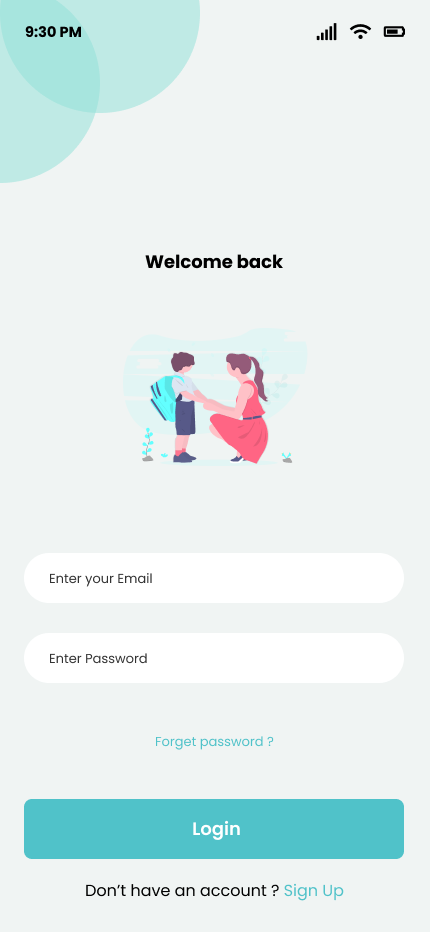 9:30 PM
Welcome back
Enter your Email
Enter Password
Forget password ?
Login
Don’t have an account ? Sign Up